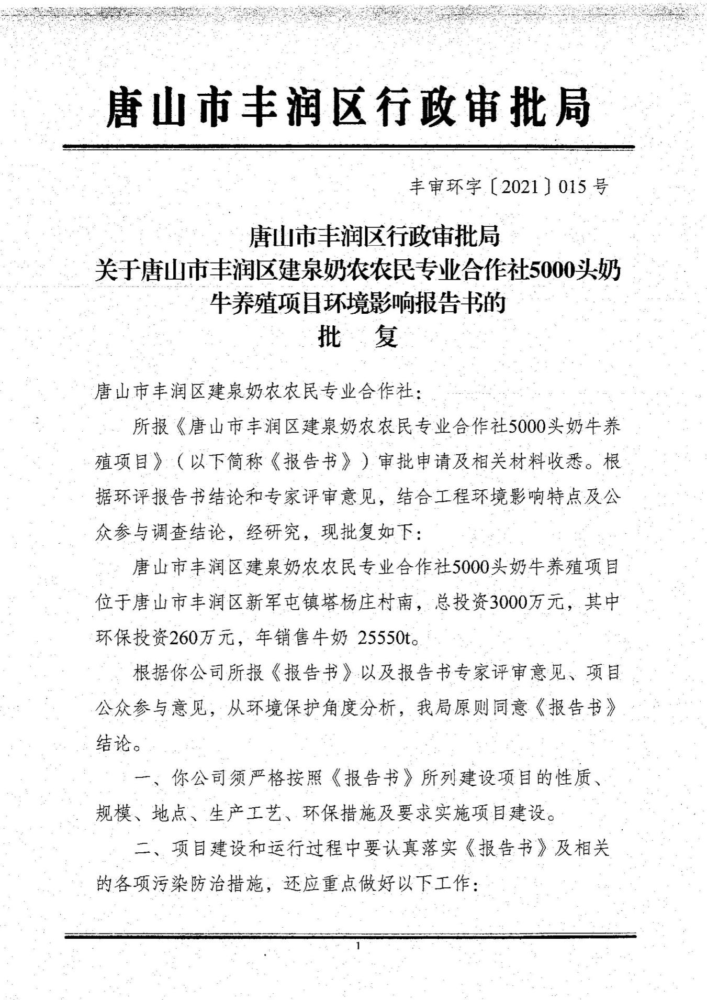 唐山市丰润区行政审批局
丰审环字〔2021〕015 号
唐山市丰润区行政审批局
关于唐山市丰润区建泉奶农农民专业合作社5000头奶
牛养殖项目环境影响报告书的
批 复
唐山市丰润区建泉奶农农民专业合作社：
所报《唐山市丰润区建泉奶农农民专业合作社5000头奶牛养
殖项目》（以下简称《报告书》）审批申请及相关材料收悉。根
据环评报告书结论和专家评审意见，结合工程环境影响特点及公
众参与调查结论，经研究，现批复如下：
唐山市丰润区建泉奶农农民专业合作社5000头奶牛养殖项目
位于唐山市丰润区新军屯镇塔杨庄村南，总投资3000万元，其中
环保投资260万元，年销售牛奶 25550t。
根据你公司所报《报告书》以及报告书专家评审意见、项目
公众参与意见，从环境保护角度分析，我局原则同意《报告书》
结论。
一、你公司须严格按照《报告书》所列建设项目的性质、
规模、地点、生产工艺、环保措施及要求实施项目建设。
二、项目建设和运行过程中要认真落实《报告书》及相关
的各项污染防治措施，还应重点做好以下工作：
1